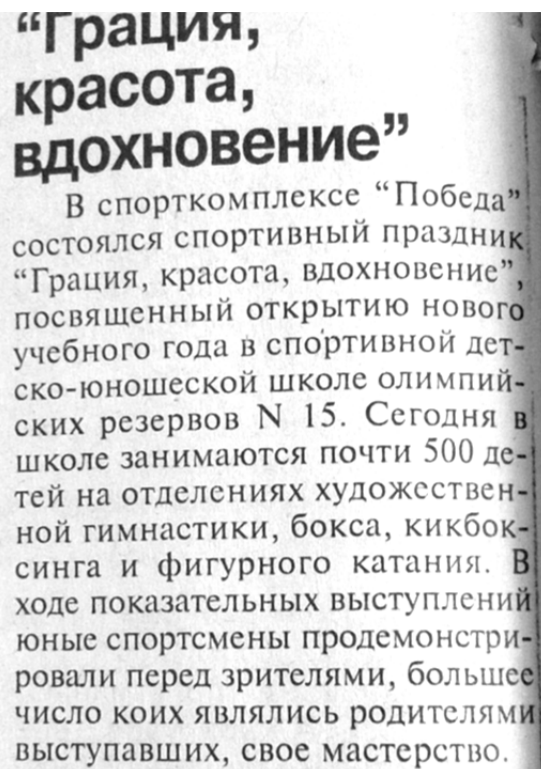 “Грация,
красота,
вдохновение”
В спорткомплексе “Победа”
состоялся спортивный праздник
“Грация, красота, вдохновение”,
посвященный открытию нового
учебного года в спортивной дет-
ско-юношеской школе олимпий-
ских резервов N 15. Сегодня в
школе занимаются почти 500 де-
тей на отделениях художествен-
ной гимнастики, бокса, кикбок-
синга и фигурного катания. В
ходе показательных выступлений
юные спортсмены продемонстри-
ровали перед зрителями, большее
число коих являлись родителями
выступавших, свое мастерство.